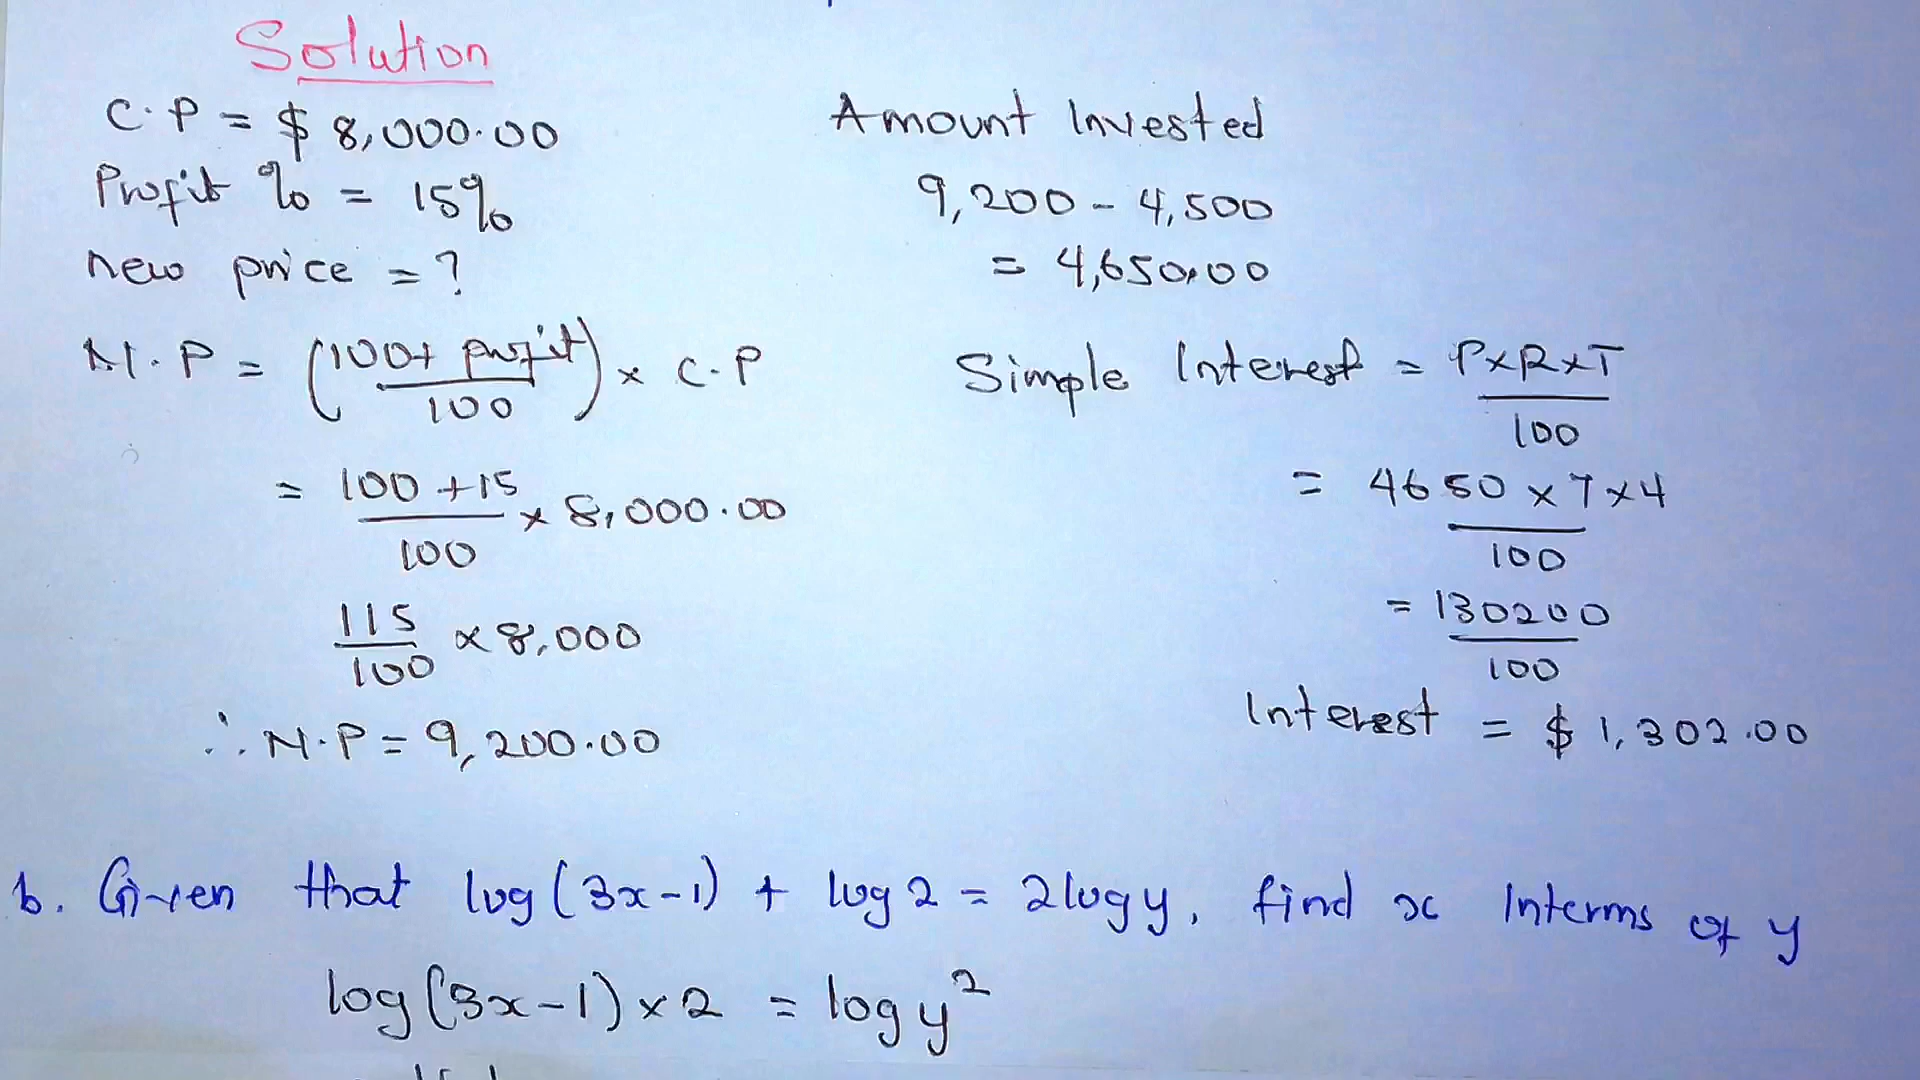 Solution
C.P = $ 8,000.00
Profit % = 15%
new price = ?
N.P = (100+ profit / 100) × C.P
= 100 + 15 / 100 × 8,000.00
115 / 100 × 8,000
∴ N.P = 9,200.00
Amount Invested
9,200 - 4,500
= 4,650.00
Simple Interest = P×R×T / 100
= 4650 × 7 × 4 / 100
= 130200 / 100
Interest = $ 1,302.00
b. Given that log(3x-1) + log 2 = 2logy, find x interms of y
log(3x-1) × 2 = log y²